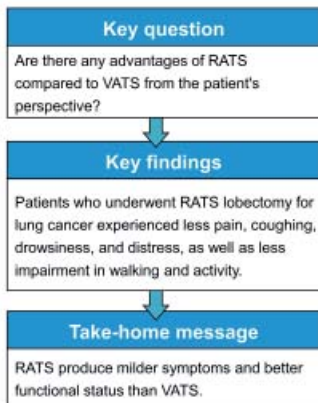 Key question
Are there any advantages of RATS
compared to VATS from the patient's
perspective?
Key findings
Patients who underwent RATS lobectomy for
lung cancer experienced less pain, coughing,
drowsiness, and distress, as well as less
impairment in walking and activity.
Take-home message
RATS produce milder symptoms and better
functional status than VATS.